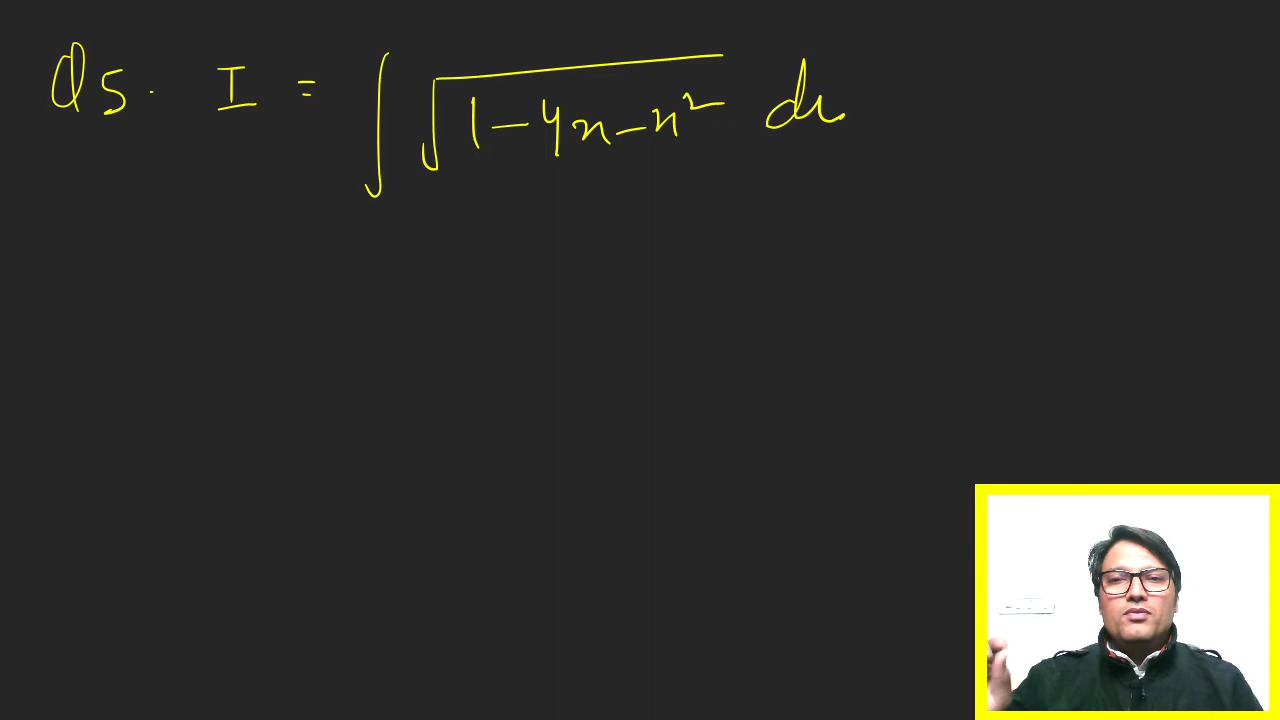 Q5. I = ∫ √(1-4x-x²) dx